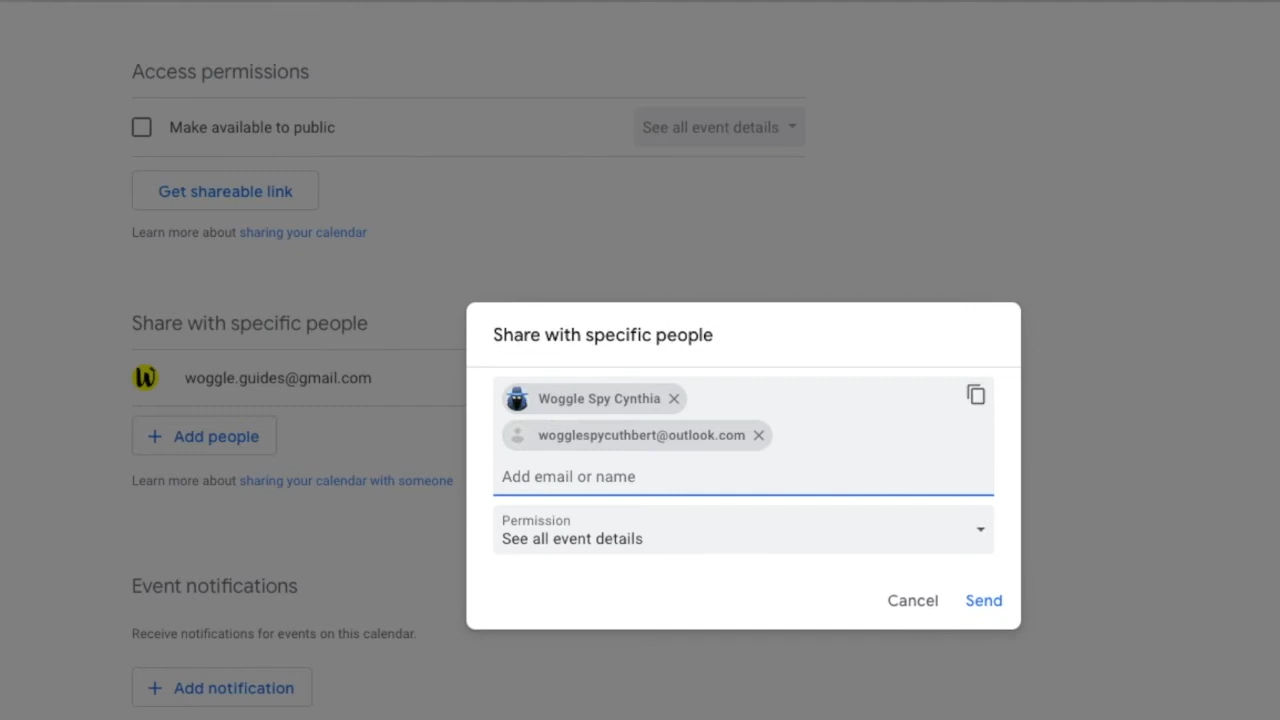 Access permissions
Make available to public
See all event details
Get shareable link
Learn more about sharing your calendar
Share with specific people
W
woggle.guides@gmail.com
Add people
Learn more about sharing your calendar with someone
Event notifications
Receive notifications for events on this calendar.
Add notification
Share with specific people
Woggle Spy Cynthia
wogglespycuthbert@outlook.com
Add email or name
Permission
See all event details
Cancel Send